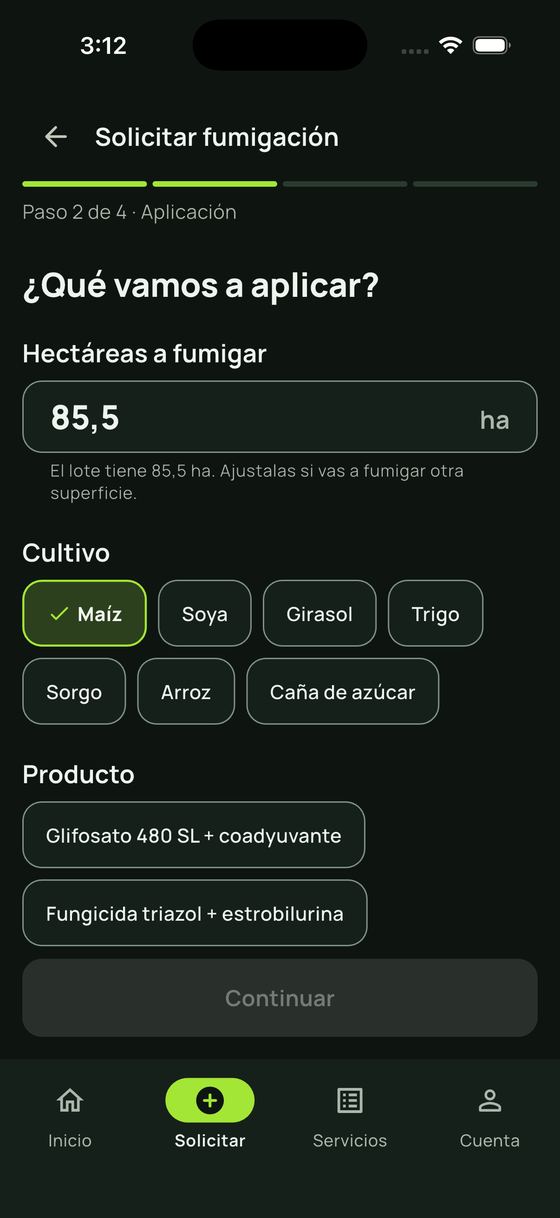 3:12
Solicitar fumigación
Paso 2 de 4 · Aplicación
¿Qué vamos a aplicar?
Hectáreas a fumigar
85,5 ha
El lote tiene 85,5 ha. Ajustalas si vas a fumigar otra
superficie.
Cultivo
Maíz Soya Girasol Trigo
Sorgo Arroz Caña de azúcar
Producto
Glifosato 480 SL + coadyuvante
Fungicida triazol + estrobilurina
Continuar
Inicio Solicitar Servicios Cuenta